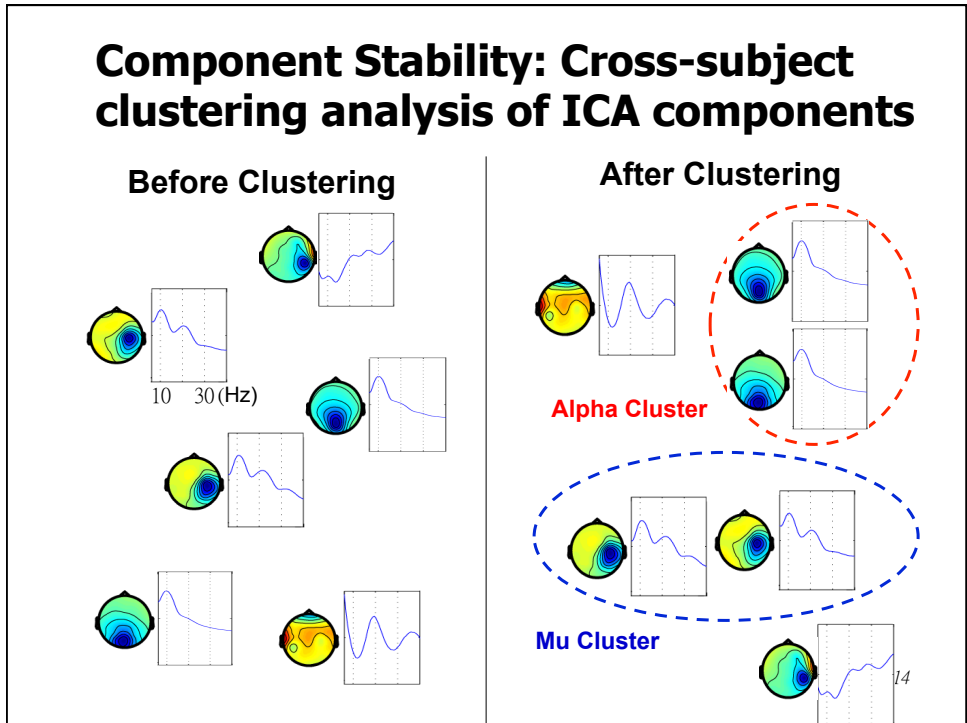 Component Stability: Cross-subject
clustering analysis of ICA components
Before Clustering
10 30 (Hz)
After Clustering
Alpha Cluster
Mu Cluster
14